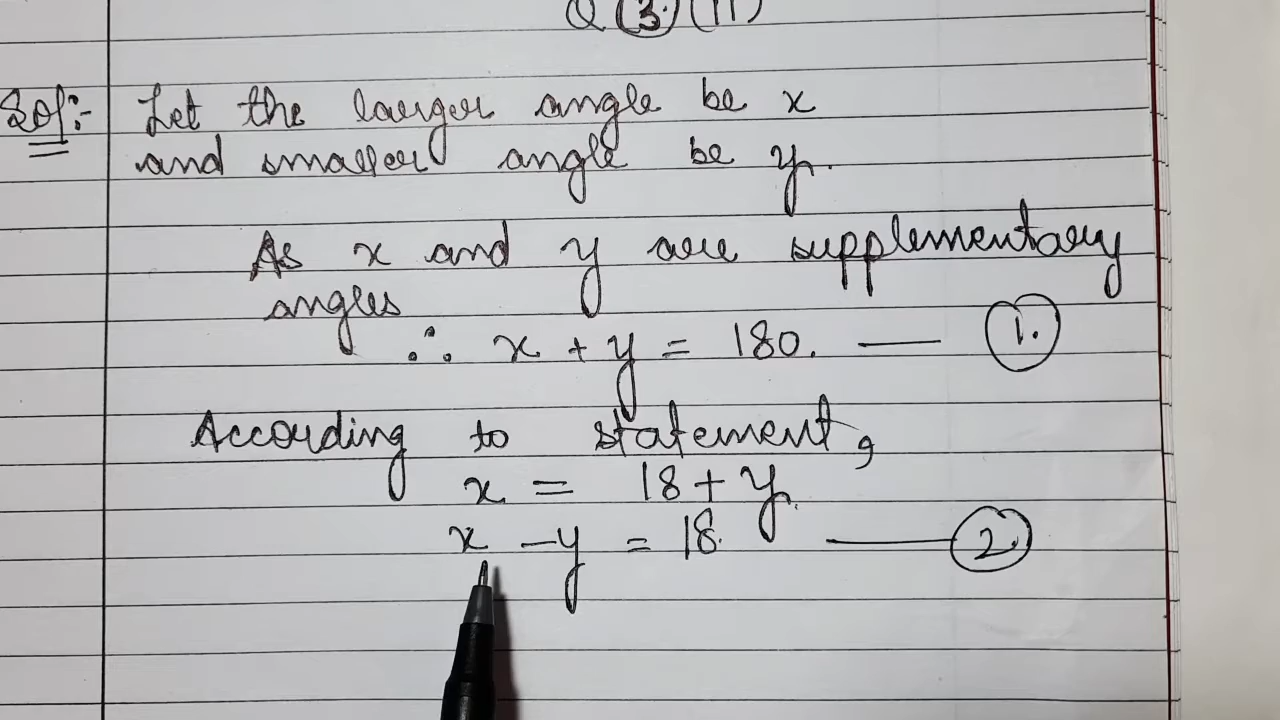 Q (3.) (ii)
Sol:- Let the larger angle be x
and smaller angle be y.
As x and y are supplementary
angles
∴ x + y = 180. — 1.
According to statement,
x = 18 + y.
x - y = 18. — 2.